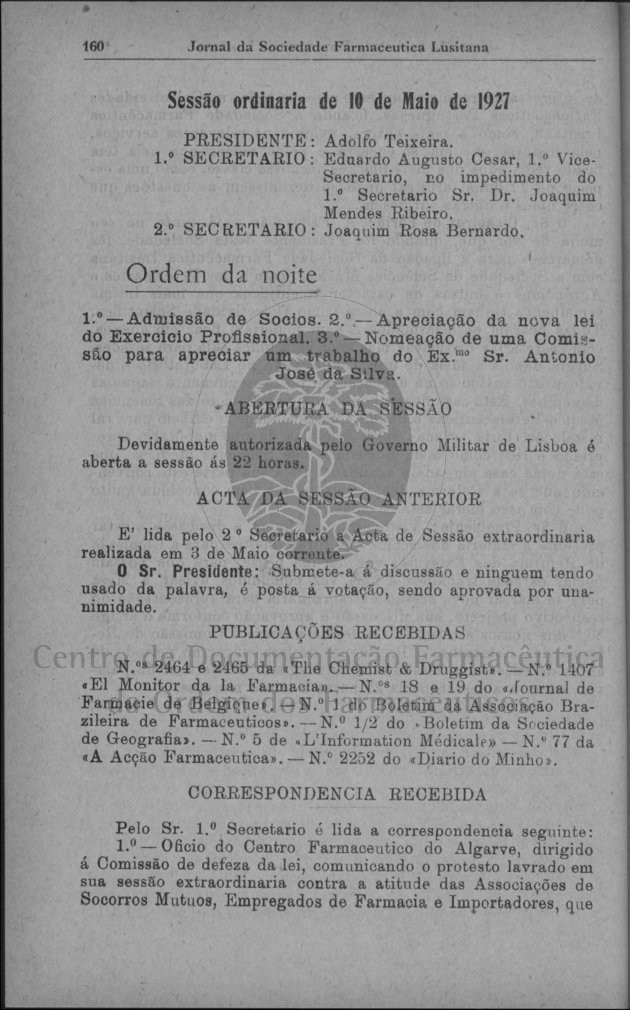 160 Jornal da Sociedade Farmaceutica Lusitana
Sessão ordinaria de 10 de Maio de 1927
PRESIDENTE: Adolfo Teixeira.
1.º SECRETARIO: Eduardo Augusto Cesar, 1.º Vice-
Secretario, no impedimento do
1.º Secretario Sr. Dr. Joaquim
Mendes Ribeiro.
2.º SECRETARIO: Joaquim Rosa Bernardo.
Ordem da noite
1.º—Admissão de Socios. 2.º.—Apreciação da nova lei
do Exercicio Profissional. 3.º—Nomeação de uma Comis-
são para apreciar um trabalho do Ex.mo Sr. Antonio
José da Silva.
ABERTURA DA SESSÃO
Devidamente autorizada pelo Governo Militar de Lisboa é
aberta a sessão ás 22 horas.
ACTA DA SESSÃO ANTERIOR
E' lida pelo 2º Secretario a Acta de Sessão extraordinaria
realizada em 3 de Maio corrente.
O Sr. Presidente: Submete-a á discussão e ninguem tendo
usado da palavra, é posta á votação, sendo aprovada por una-
nimidade.
PUBLICAÇÕES RECEBIDAS
Centro de Documentação Farmacêutica
N.os 2464 e 2465 da «The Chemist & Druggist». — N.º 1407
«El Monitor da la Farmacia».— N.os 18 e 19 do «Journal de
Farmacie de Belgique». — N.º 1 do Boletim da Associação Bra-
da Ordem dos Farmacêuticos
zileira de Farmaceuticos». — N.º 1/2 do «Boletim da Sociedade
de Geografia». — N.º 5 de «L'Information Médicale» — N.º 77 da
«A Acção Farmaceutica». — N.º 2252 do «Diario do Minho».
CORRESPONDENCIA RECEBIDA
Pelo Sr. 1.º Secretario é lida a correspondencia seguinte:
1.º — Oficio do Centro Farmaceutico do Algarve, dirigido
á Comissão de defeza da lei, comunicando o protesto lavrado em
sua sessão extraordinaria contra a atitude das Associações de
Socorros Mutuos, Empregados de Farmacia e Importadores, que